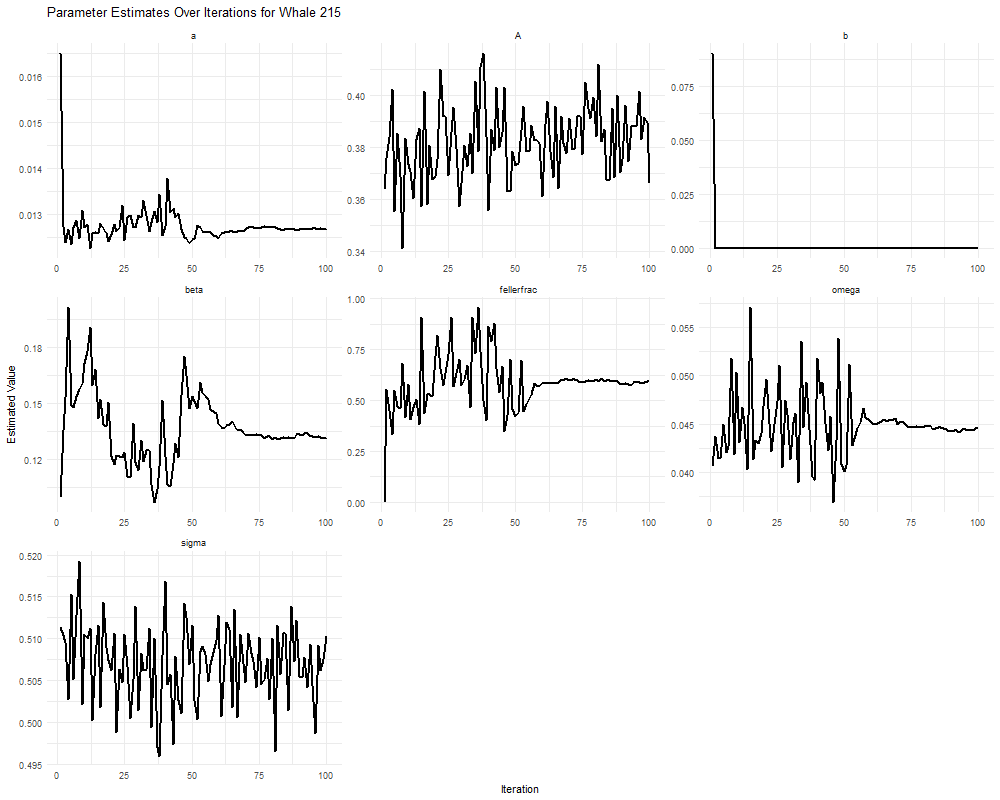 Parameter Estimates Over Iterations for Whale 215
a
A
b
0.016
0.015
0.014
0.013
0 25 50 75 100
0.40
0.38
0.36
0.34
0 25 50 75 100
0.075
0.050
0.025
0.000
0 25 50 75 100
beta
fellerfrac
omega
0.18
0.15
0.12
0 25 50 75 100
1.00
0.75
0.50
0.25
0.00
0 25 50 75 100
0.055
0.050
0.045
0.040
0 25 50 75 100
sigma
0.520
0.515
0.510
0.505
0.500
0.495
0 25 50 75 100
Estimated Value
Iteration